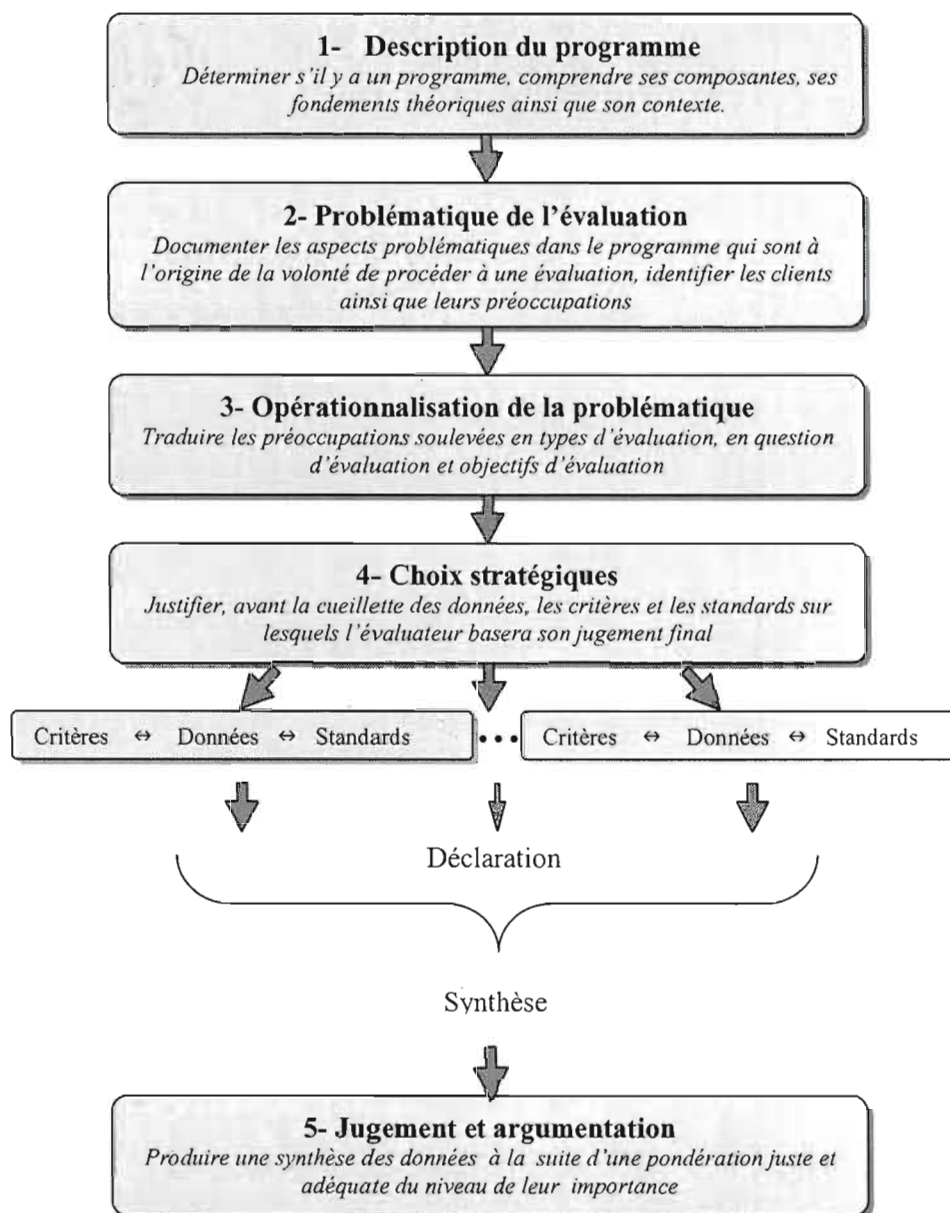 1- Description du programme
Déterminer s'il y a un programme, comprendre ses composantes, ses
fondements théoriques ainsi que son contexte.
2- Problématique de l'évaluation
Documenter les aspects problématiques dans le programme qui sont à
l'origine de la volonté de procéder à une évaluation, identifier les clients
ainsi que leurs préoccupations
3- Opérationnalisation de la problématique
Traduire les préoccupations soulevées en types d'évaluation, en question
d'évaluation et objectifs d'évaluation
4- Choix stratégiques
Justifier, avant la cueillette des données, les critères et les standards sur
lesquels l'évaluateur basera son jugement final
Critères ↔ Données ↔ Standards ••• Critères ↔ Données ↔ Standards
Déclaration
Synthèse
5- Jugement et argumentation
Produire une synthèse des données à la suite d'une pondération juste et
adéquate du niveau de leur importance